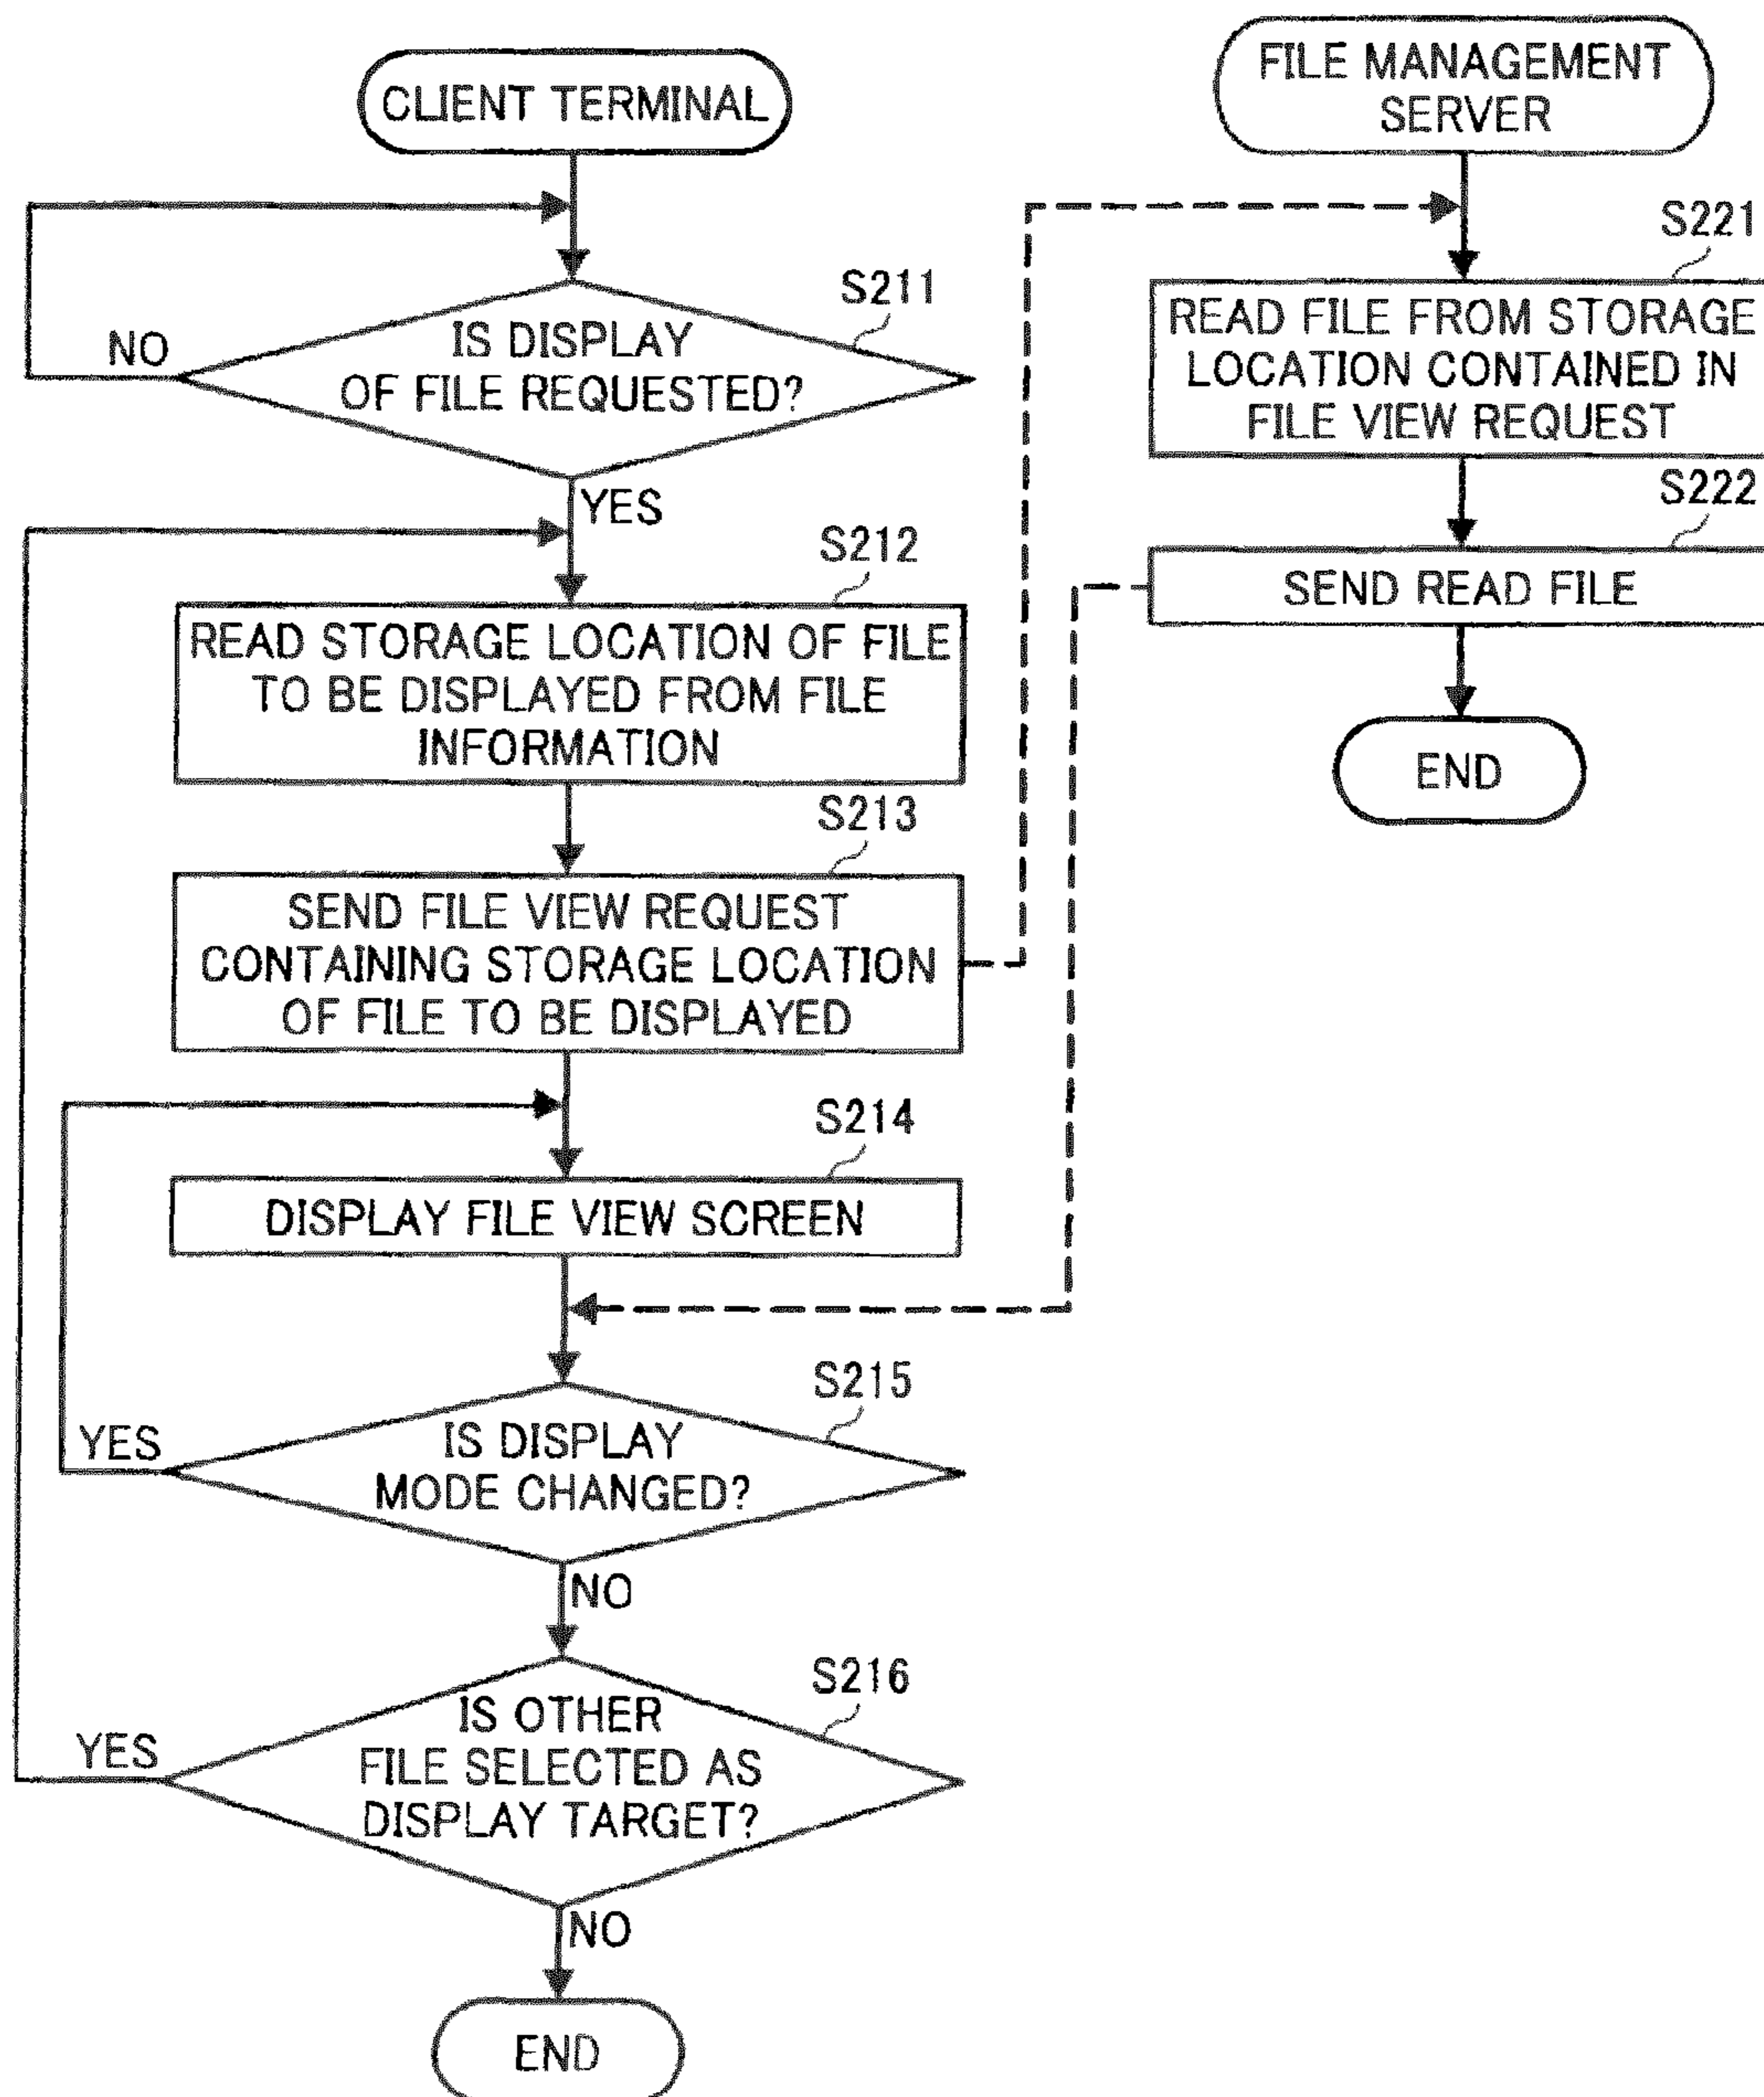 CLIENT TERMINAL
S211
IS DISPLAY
OF FILE REQUESTED?
NO
YES
S212
READ STORAGE LOCATION OF FILE
TO BE DISPLAYED FROM FILE
INFORMATION
S213
SEND FILE VIEW REQUEST
CONTAINING STORAGE LOCATION
OF FILE TO BE DISPLAYED
S214
DISPLAY FILE VIEW SCREEN
S215
IS DISPLAY
MODE CHANGED?
YES
NO
S216
IS OTHER
FILE SELECTED AS
DISPLAY TARGET?
YES
NO
END
FILE MANAGEMENT
SERVER
S221
READ FILE FROM STORAGE
LOCATION CONTAINED IN
FILE VIEW REQUEST
S222
SEND READ FILE
END